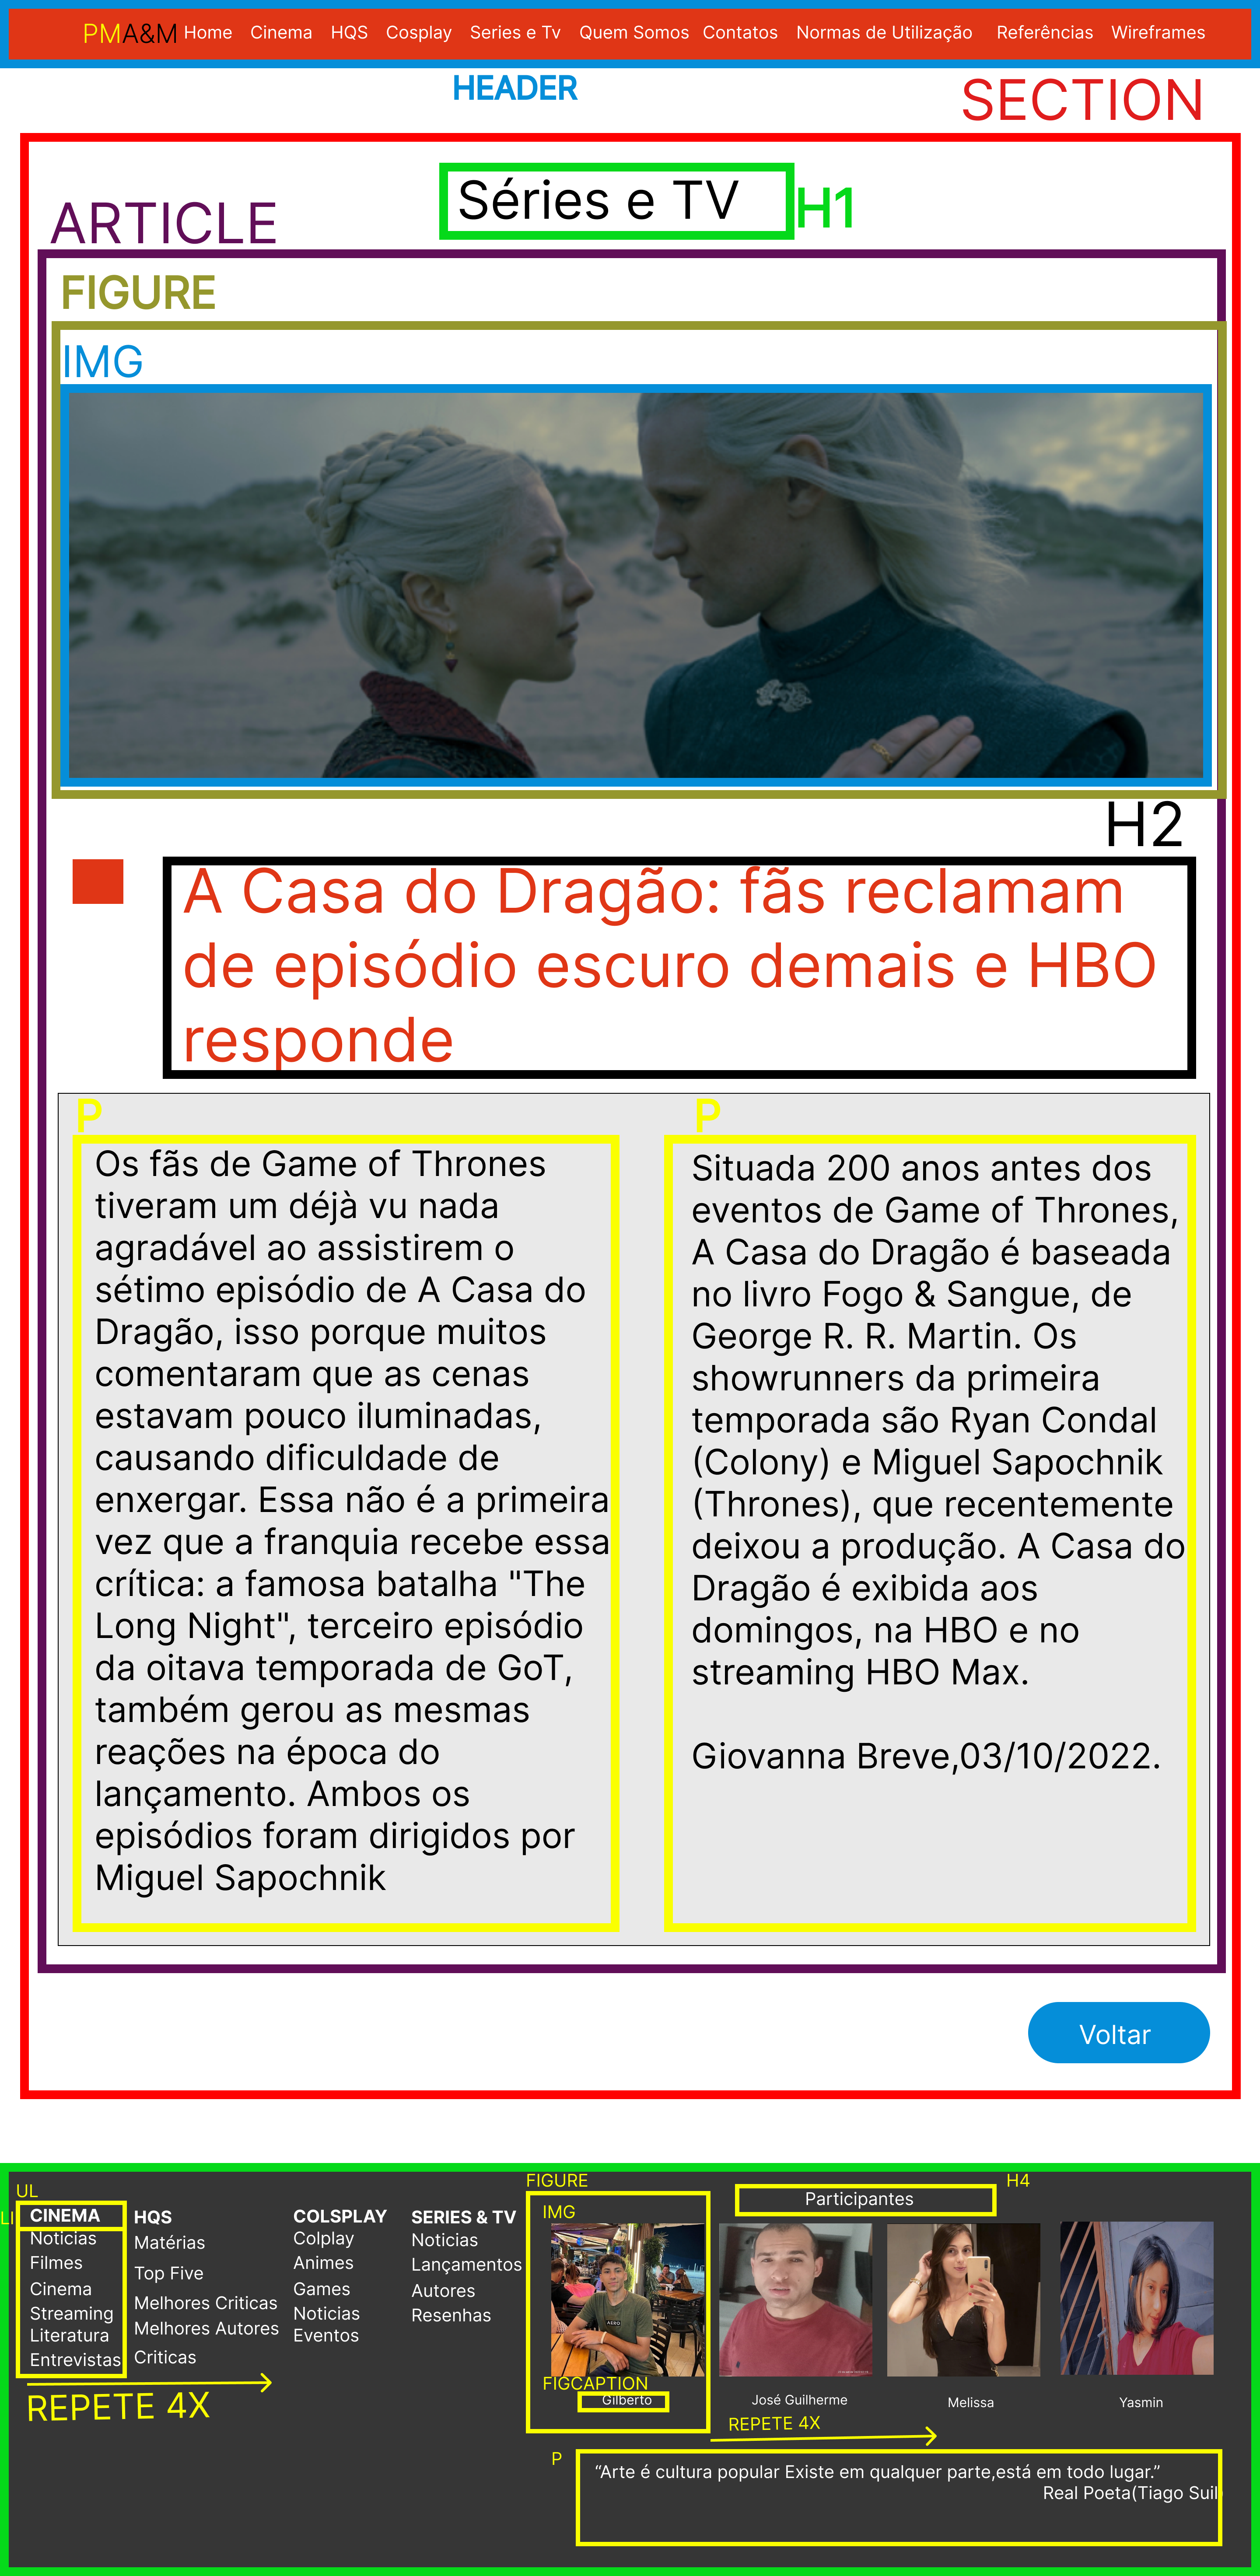 PMA&M Home Cinema HQS Cosplay Series e Tv Quem Somos Contatos Normas de Utilização Referências Wireframes
HEADER
SECTION
Séries e TV
H1
ARTICLE
FIGURE
IMG
H2
A Casa do Dragão: fãs reclamam
de episódio escuro demais e HBO
responde
P
Os fãs de Game of Thrones
tiveram um déjà vu nada
agradável ao assistirem o
sétimo episódio de A Casa do
Dragão, isso porque muitos
comentaram que as cenas
estavam pouco iluminadas,
causando dificuldade de
enxergar. Essa não é a primeira
vez que a franquia recebe essa
crítica: a famosa batalha "The
Long Night", terceiro episódio
da oitava temporada de GoT,
também gerou as mesmas
reações na época do
lançamento. Ambos os
episódios foram dirigidos por
Miguel Sapochnik
P
Situada 200 anos antes dos
eventos de Game of Thrones,
A Casa do Dragão é baseada
no livro Fogo & Sangue, de
George R. R. Martin. Os
showrunners da primeira
temporada são Ryan Condal
(Colony) e Miguel Sapochnik
(Thrones), que recentemente
deixou a produção. A Casa do
Dragão é exibida aos
domingos, na HBO e no
streaming HBO Max.
Giovanna Breve,03/10/2022.
Voltar
UL
LI
CINEMA
Noticias
Filmes
Cinema
Streaming
Literatura
Entrevistas
HQS
Matérias
Top Five
Melhores Criticas
Melhores Autores
Criticas
COLSPLAY
Colplay
Animes
Games
Noticias
Eventos
SERIES & TV
Noticias
Lançamentos
Autores
Resenhas
REPETE 4X
FIGURE
IMG
H4
Participantes
AERO
FIGCAPTION
Gilberto
José Guilherme
Melissa
Yasmin
REPETE 4X
P
“Arte é cultura popular Existe em qualquer parte,está em todo lugar.”
Real Poeta(Tiago Suil)